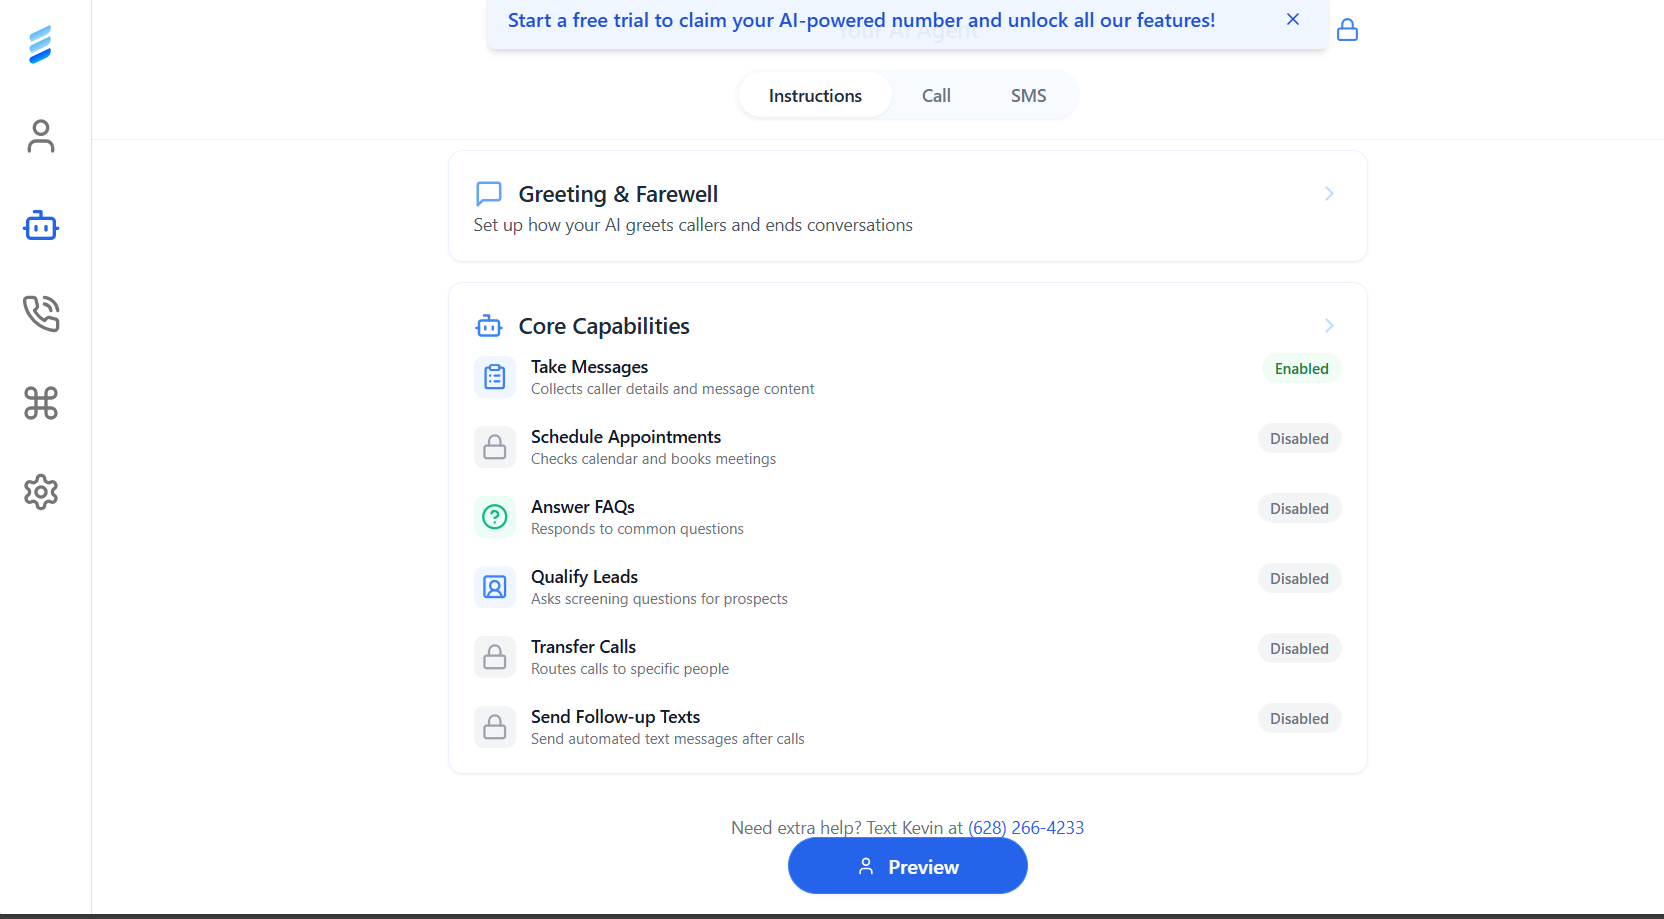 Start a free trial to claim your AI-powered number and unlock all our features!
Your AI Agent
Instructions
Call
SMS
Greeting & Farewell
Set up how your AI greets callers and ends conversations
Core Capabilities
Take Messages
Enabled
Collects caller details and message content
Schedule Appointments
Disabled
Checks calendar and books meetings
Answer FAQs
Disabled
Responds to common questions
Qualify Leads
Disabled
Asks screening questions for prospects
Transfer Calls
Disabled
Routes calls to specific people
Send Follow-up Texts
Disabled
Send automated text messages after calls
Need extra help? Text Kevin at (628) 266-4233
Preview